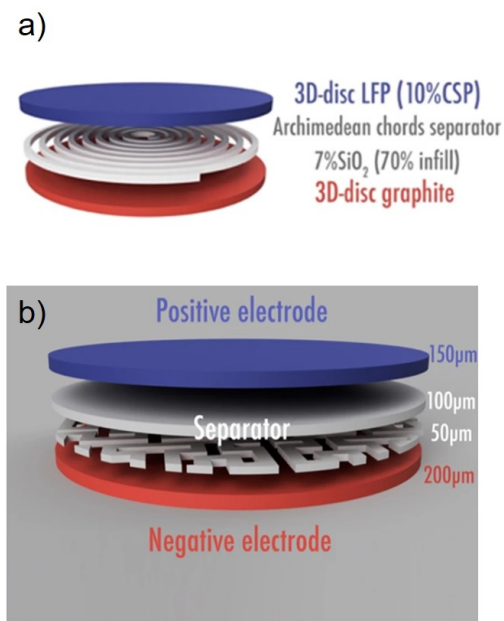 a)
3D-disc LFP (10%CSP)
Archimedean chords separator
7%SiO₂ (70% infill)
3D-disc graphite
b)
Positive electrode
150µm
100µm
Separator
50µm
200µm
Negative electrode